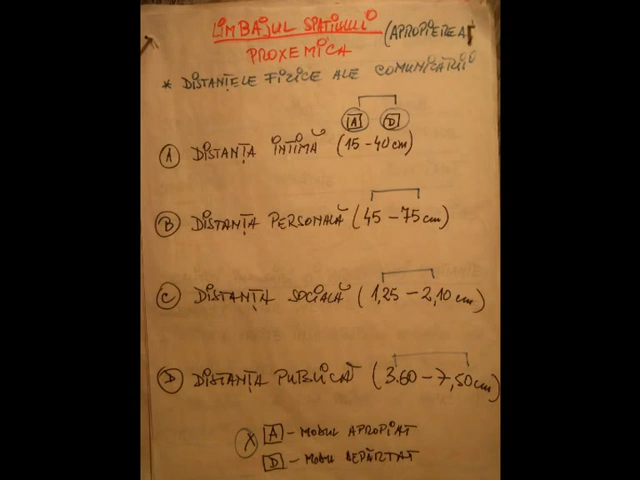 LIMBAJUL SPAȚIULUI (APROPIEREA)
PROXEMICA
* DISTANȚELE FIZICE ALE COMUNICĂRII
A D
A DISTANȚA INTIMĂ (15 - 40 cm)
B DISTANȚA PERSONALĂ (45 - 75 cm)
C DISTANȚA SOCIALĂ (1,25 - 2,10 cm)
D DISTANȚA PUBLICĂ (3.60 - 7,50 cm)
X A - MODUL APROPIAT
D - MODUL DEPĂRTAT